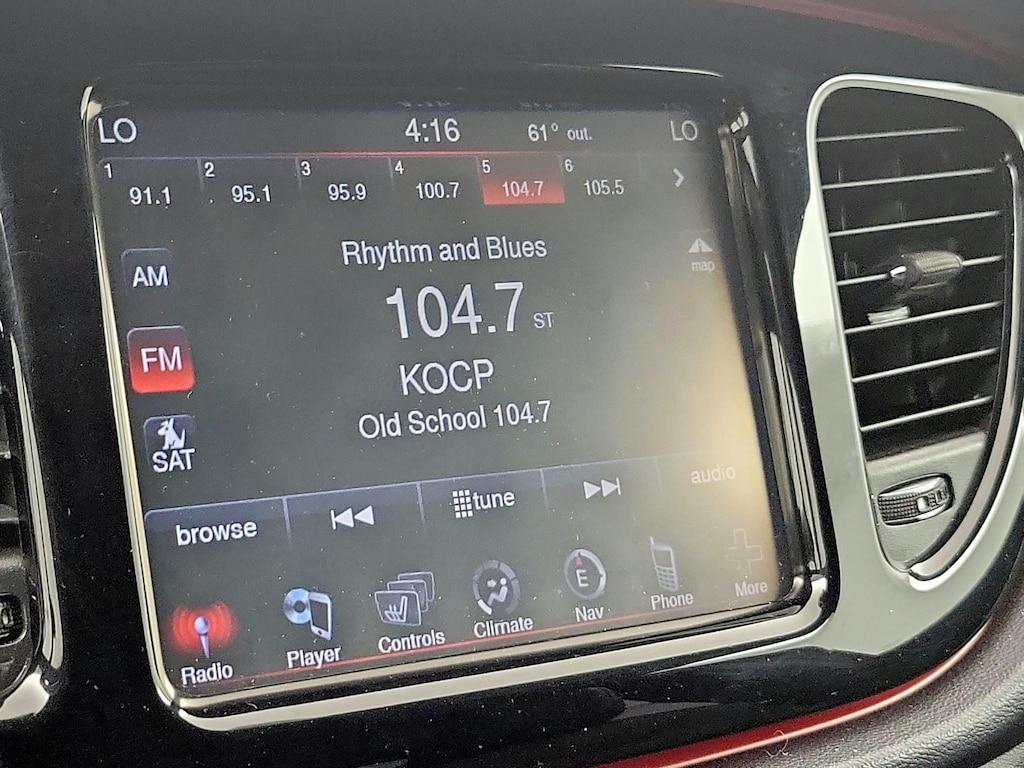 LO 4:16 61° out. LO
1 2 3 4 5 6
91.1 95.1 95.9 100.7 104.7 105.5
Rhythm and Blues
map
AM
104.7 ST
FM
KOCP
Old School 104.7
SAT
audio
browse tune
E
Radio Player Controls Climate Nav Phone More